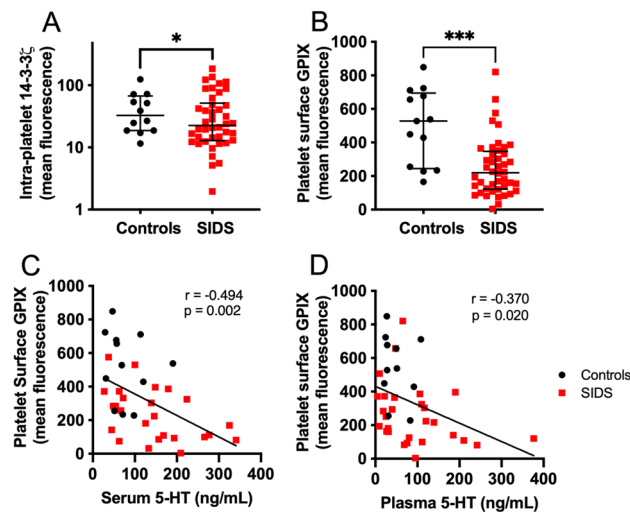 A
Intra-platelet 14-3-3ζ
(mean fluorescence)
*
100
10
1
Controls SIDS
B
Platelet surface GPIX
(mean fluorescence)
***
1000
800
600
400
200
0
Controls SIDS
C
Platelet Surface GPIX
(mean fluorescence)
r = -0.494
p = 0.002
1000
800
600
400
200
0
0 100 200 300 400
Serum 5-HT (ng/mL)
D
Platelet surface GPIX
(mean fluorescence)
r = -0.370
p = 0.020
1000
800
600
400
200
0
0 100 200 300 400
Plasma 5-HT (ng/mL)
Controls
SIDS